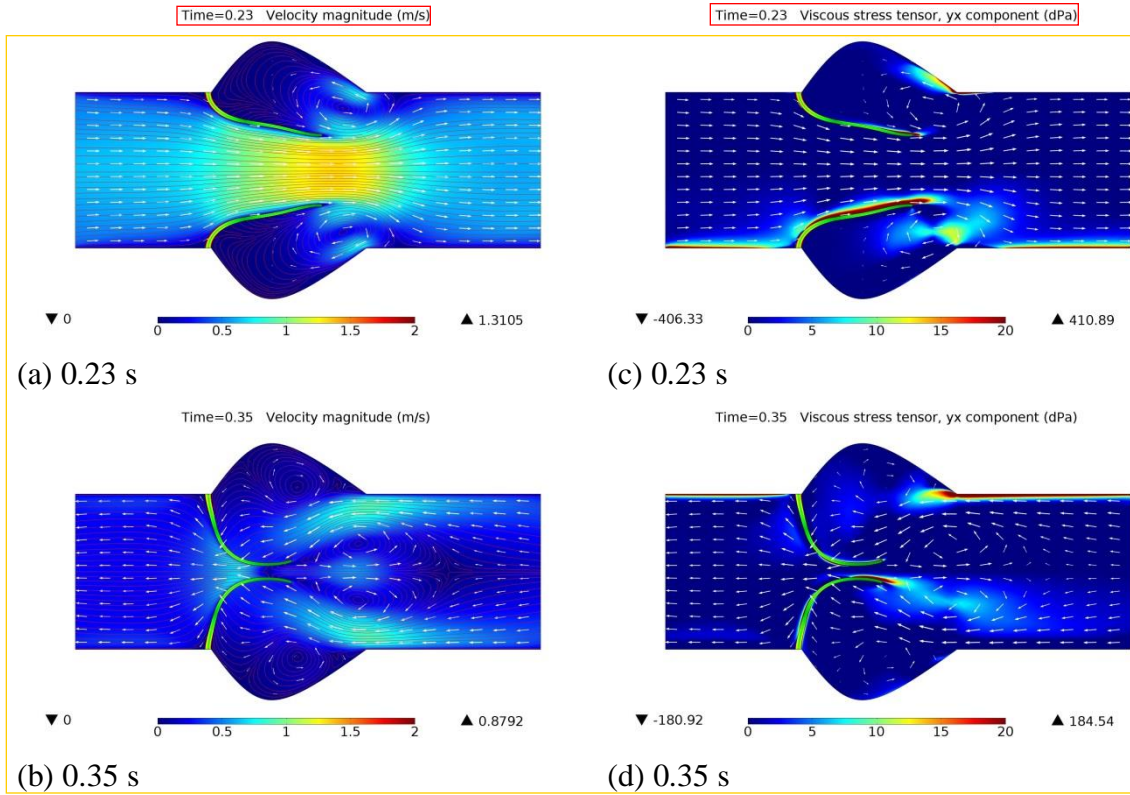 Time=0.23 Velocity magnitude (m/s)
Time=0.23 Viscous stress tensor, yx component (dPa)
▼ 0
0 0.5 1 1.5 2
▲ 1.3105
▼ -406.33
0 5 10 15 20
▲ 410.89
(a) 0.23 s
(c) 0.23 s
Time=0.35 Velocity magnitude (m/s)
Time=0.35 Viscous stress tensor, yx component (dPa)
▼ 0
0 0.5 1 1.5 2
▲ 0.8792
▼ -180.92
0 5 10 15 20
▲ 184.54
(b) 0.35 s
(d) 0.35 s